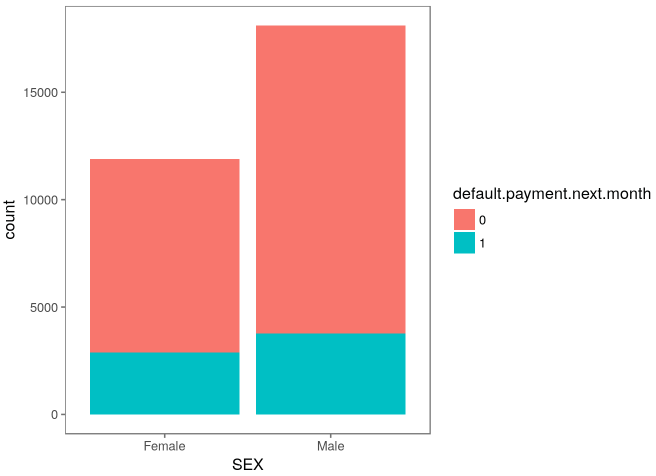 count
15000
10000
5000
0
Female
Male
SEX
default.payment.next.month
0
1